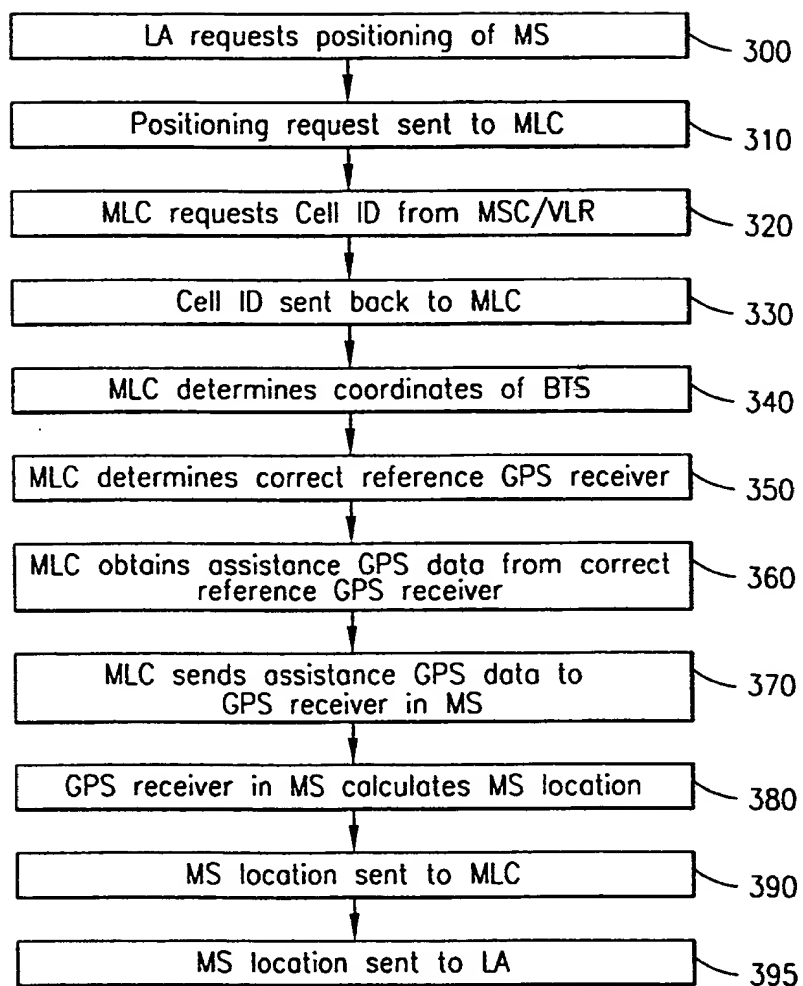 LA requests positioning of MS
300
Positioning request sent to MLC
310
MLC requests Cell ID from MSC/VLR
320
Cell ID sent back to MLC
330
MLC determines coordinates of BTS
340
MLC determines correct reference GPS receiver
350
MLC obtains assistance GPS data from correct
reference GPS receiver
360
MLC sends assistance GPS data to
GPS receiver in MS
370
GPS receiver in MS calculates MS location
380
MS location sent to MLC
390
MS location sent to LA
395